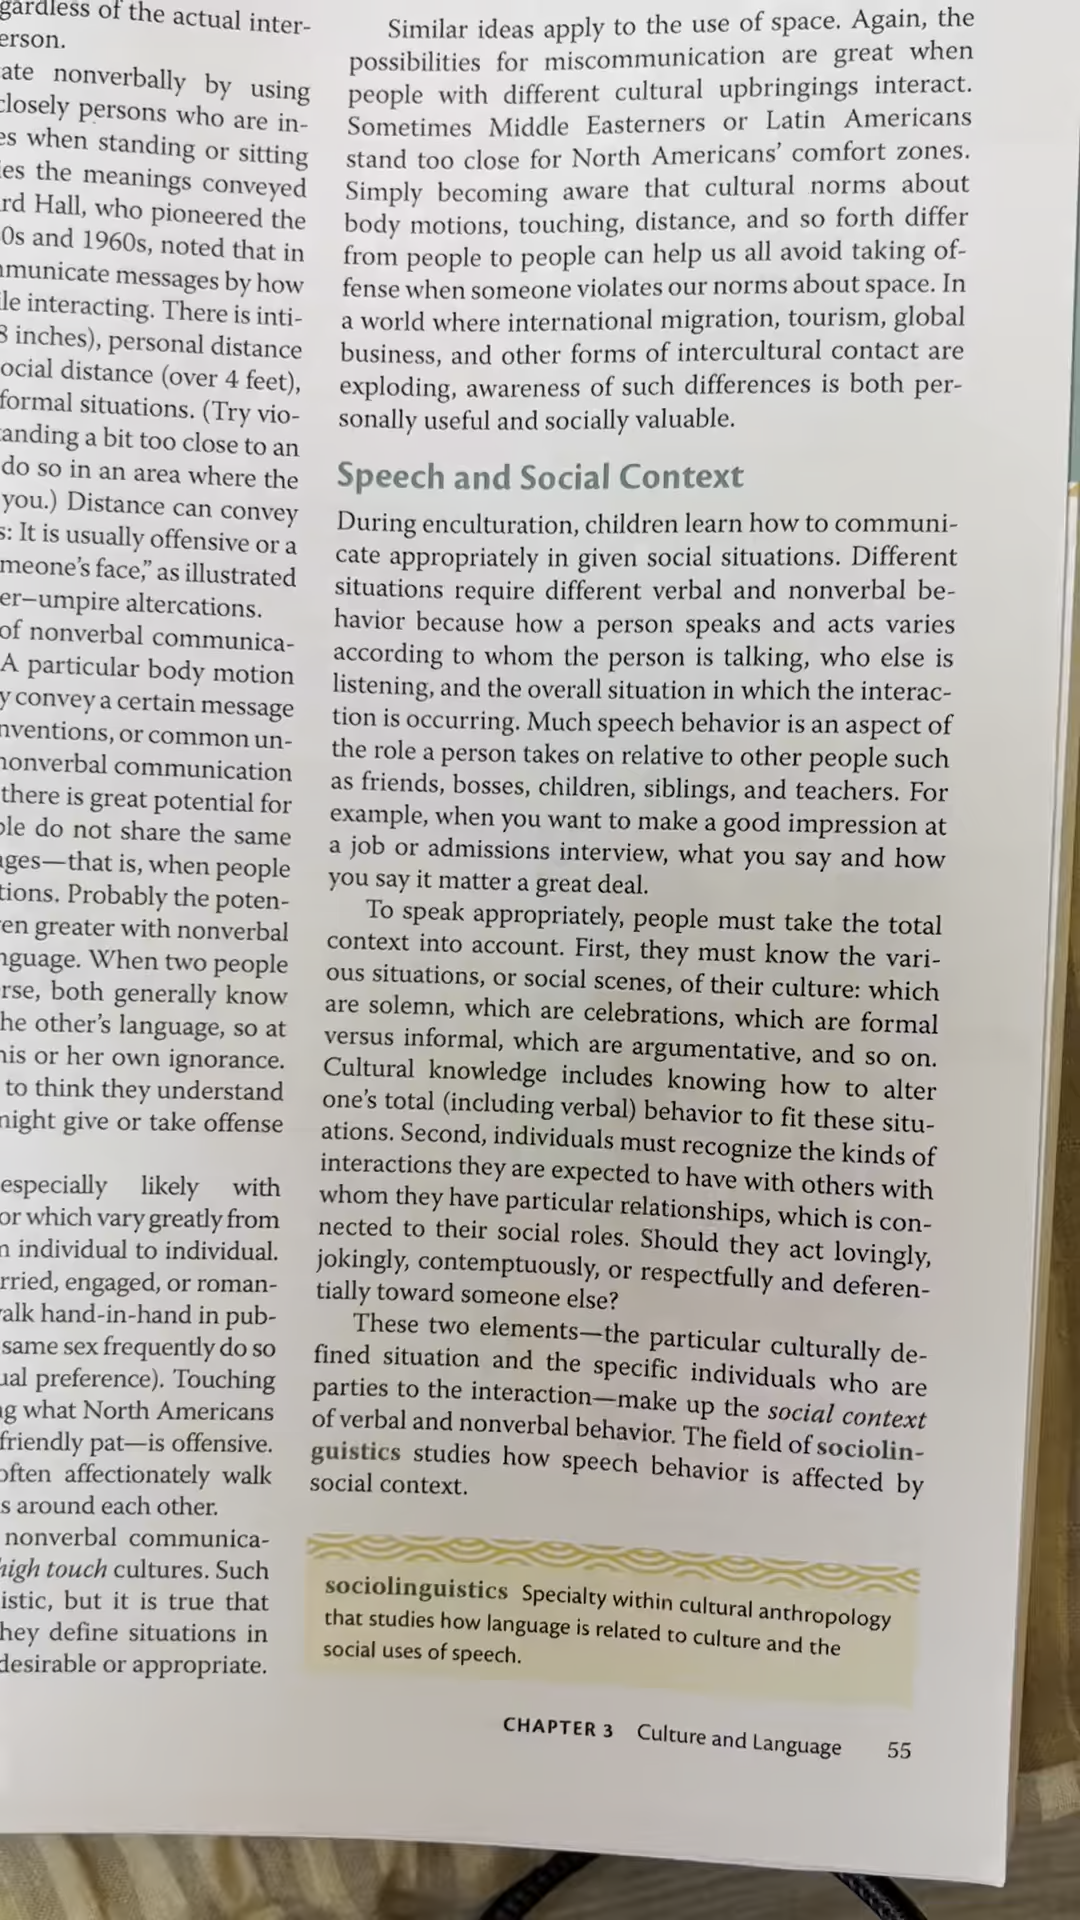 gardless of the actual inter-
erson.
ate nonverbally by using
closely persons who are in-
es when standing or sitting
ies the meanings conveyed
rd Hall, who pioneered the
0s and 1960s, noted that in
mmunicate messages by how
ile interacting. There is inti-
8 inches), personal distance
ocial distance (over 4 feet),
formal situations. (Try vio-
tanding a bit too close to an
do so in an area where the
you.) Distance can convey
s: It is usually offensive or a
meone's face," as illustrated
er–umpire altercations.
of nonverbal communica-
A particular body motion
y convey a certain message
nventions, or common un-
nonverbal communication
there is great potential for
ple do not share the same
ages—that is, when people
tions. Probably the poten-
en greater with nonverbal
nguage. When two people
rse, both generally know
he other's language, so at
his or her own ignorance.
to think they understand
might give or take offense
especially likely with
or which vary greatly from
n individual to individual.
rried, engaged, or roman-
alk hand-in-hand in pub-
same sex frequently do so
ual preference). Touching
ng what North Americans
friendly pat—is offensive.
often affectionately walk
s around each other.
nonverbal communica-
high touch cultures. Such
istic, but it is true that
hey define situations in
desirable or appropriate.
Similar ideas apply to the use of space. Again, the
possibilities for miscommunication are great when
people with different cultural upbringings interact.
Sometimes Middle Easterners or Latin Americans
stand too close for North Americans' comfort zones.
Simply becoming aware that cultural norms about
body motions, touching, distance, and so forth differ
from people to people can help us all avoid taking of-
fense when someone violates our norms about space. In
a world where international migration, tourism, global
business, and other forms of intercultural contact are
exploding, awareness of such differences is both per-
sonally useful and socially valuable.
Speech and Social Context
During enculturation, children learn how to communi-
cate appropriately in given social situations. Different
situations require different verbal and nonverbal be-
havior because how a person speaks and acts varies
according to whom the person is talking, who else is
listening, and the overall situation in which the interac-
tion is occurring. Much speech behavior is an aspect of
the role a person takes on relative to other people such
as friends, bosses, children, siblings, and teachers. For
example, when you want to make a good impression at
a job or admissions interview, what you say and how
you say it matter a great deal.
To speak appropriately, people must take the total
context into account. First, they must know the vari-
ous situations, or social scenes, of their culture: which
are solemn, which are celebrations, which are formal
versus informal, which are argumentative, and so on.
Cultural knowledge includes knowing how to alter
one's total (including verbal) behavior to fit these situ-
ations. Second, individuals must recognize the kinds of
interactions they are expected to have with others with
whom they have particular relationships, which is con-
nected to their social roles. Should they act lovingly,
jokingly, contemptuously, or respectfully and deferen-
tially toward someone else?
These two elements—the particular culturally de-
fined situation and the specific individuals who are
parties to the interaction—make up the social context
of verbal and nonverbal behavior. The field of sociolin-
guistics studies how speech behavior is affected by
social context.
sociolinguistics Specialty within cultural anthropology
that studies how language is related to culture and the
social uses of speech.
CHAPTER 3 Culture and Language 55